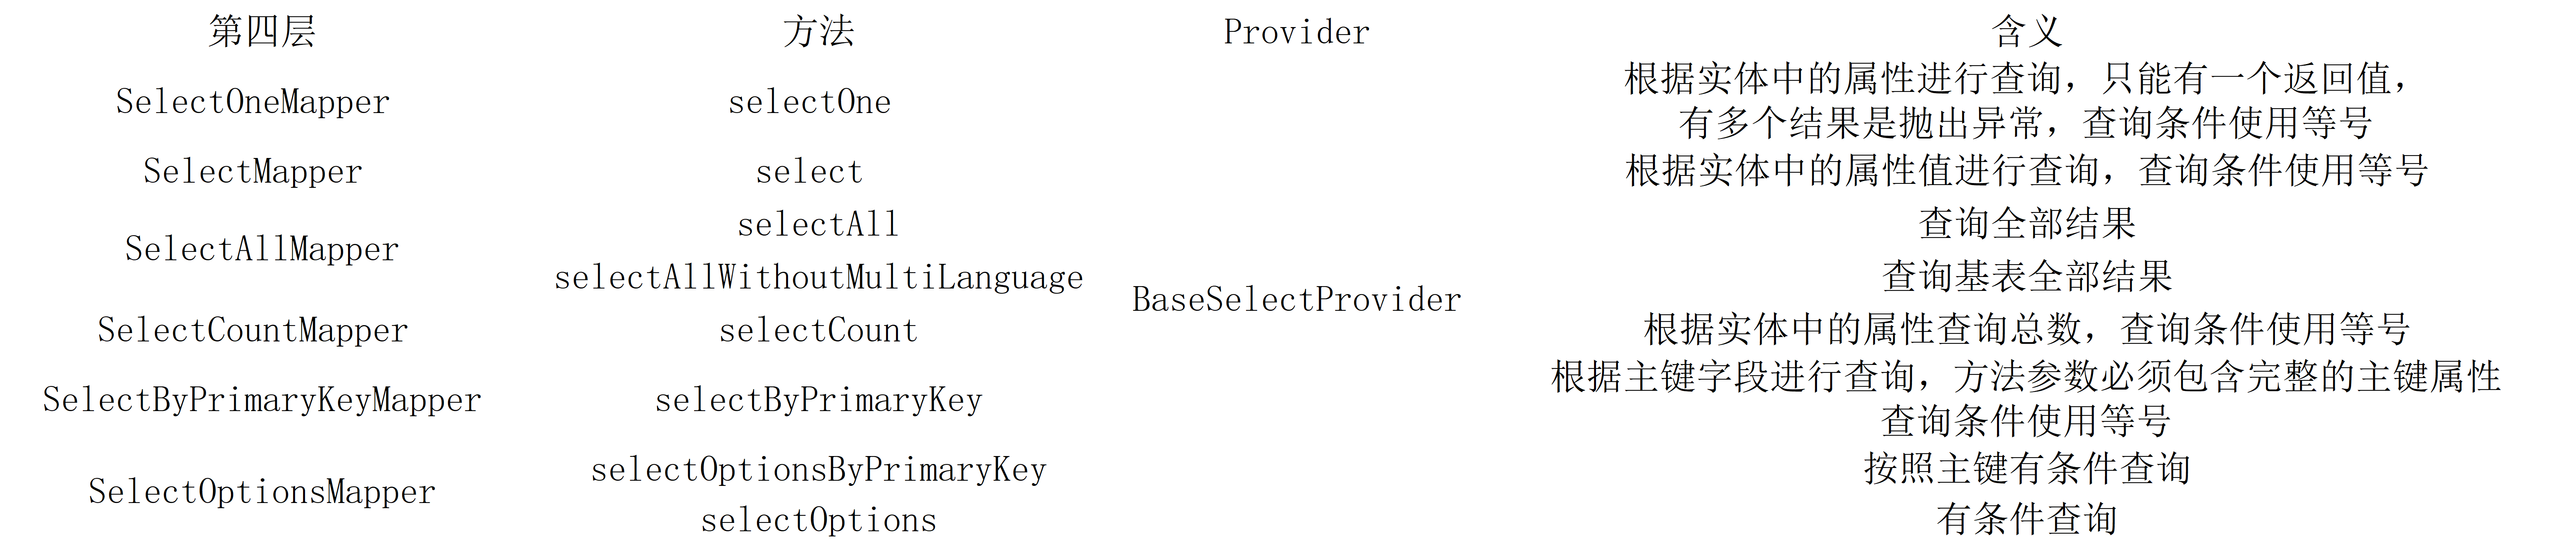 第四层 方法 Provider 含义
SelectOneMapper selectOne 根据实体中的属性进行查询，只能有一个返回值，
有多个结果是抛出异常，查询条件使用等号
SelectMapper select 根据实体中的属性值进行查询，查询条件使用等号
SelectAllMapper selectAll 查询全部结果
selectAllWithoutMultiLanguage 查询基表全部结果
BaseSelectProvider
SelectCountMapper selectCount 根据实体中的属性查询总数，查询条件使用等号
SelectByPrimaryKeyMapper selectByPrimaryKey 根据主键字段进行查询，方法参数必须包含完整的主键属性
查询条件使用等号
SelectOptionsMapper selectOptionsByPrimaryKey 按照主键有条件查询
selectOptions 有条件查询